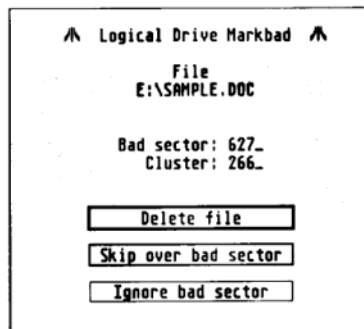 Logical Drive Markbad
File
E:\SAMPLE.DOC
Bad sector: 627_
Cluster: 266_
Delete file
Skip over bad sector
Ignore bad sector